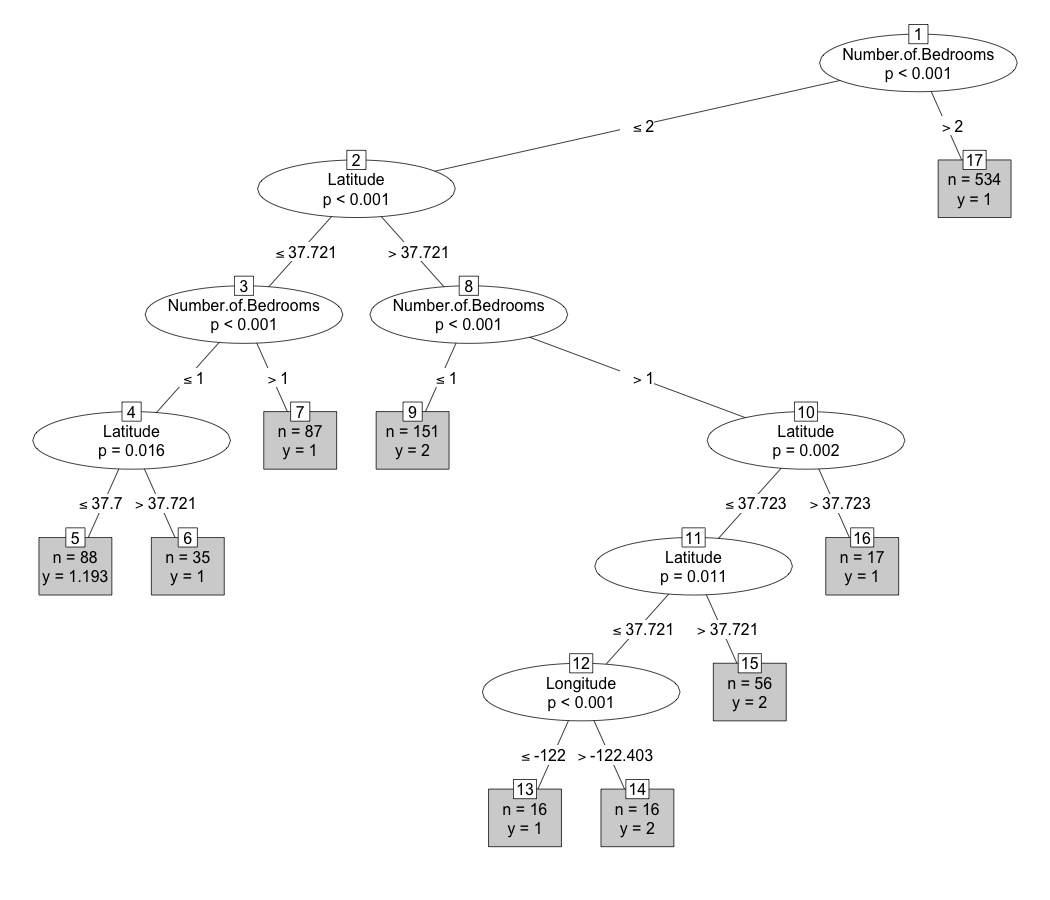 1
Number.of.Bedrooms
p < 0.001
≤ 2
> 2
2
Latitude
p < 0.001
17
n = 534
y = 1
≤ 37.721
> 37.721
3
Number.of.Bedrooms
p < 0.001
8
Number.of.Bedrooms
p < 0.001
≤ 1
> 1
≤ 1
> 1
4
Latitude
p = 0.016
7
n = 87
y = 1
9
n = 151
y = 2
10
Latitude
p = 0.002
≤ 37.7
> 37.721
≤ 37.723
> 37.723
5
n = 88
y = 1.193
6
n = 35
y = 1
11
Latitude
p = 0.011
16
n = 17
y = 1
≤ 37.721
> 37.721
12
Longitude
p < 0.001
15
n = 56
y = 2
≤ -122
> -122.403
13
n = 16
y = 1
14
n = 16
y = 2